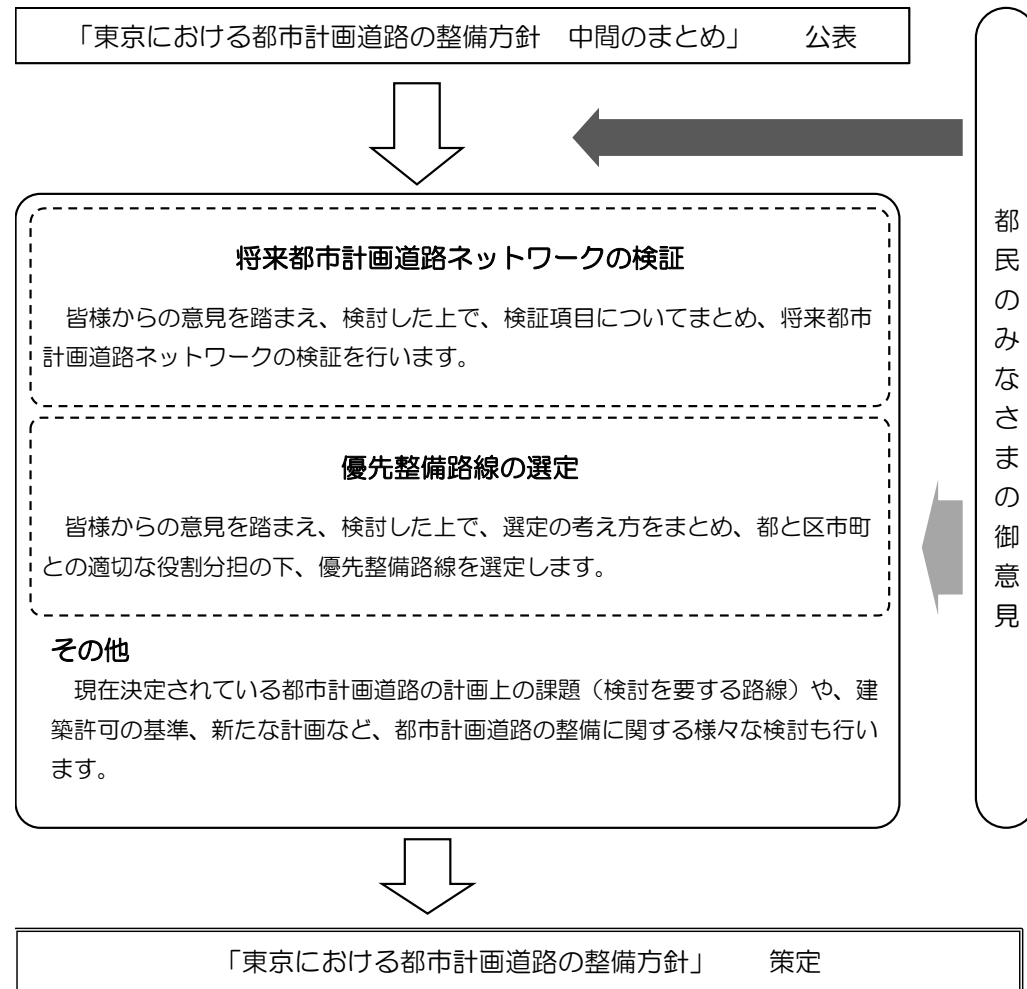 「東京における都市計画道路の整備方針　中間のまとめ」　　公表
将来都市計画道路ネットワークの検証
皆様からの意見を踏まえ、検討した上で、検証項目についてまとめ、将来都市
計画道路ネットワークの検証を行います。
優先整備路線の選定
皆様からの意見を踏まえ、検討した上で、選定の考え方をまとめ、都と区市町
との適切な役割分担の下、優先整備路線を選定します。
その他
現在決定されている都市計画道路の計画上の課題（検討を要する路線）や、建
築許可の基準、新たな計画など、都市計画道路の整備に関する様々な検討も行い
ます。
都民のみなさまの御意見
「東京における都市計画道路の整備方針」　　策定